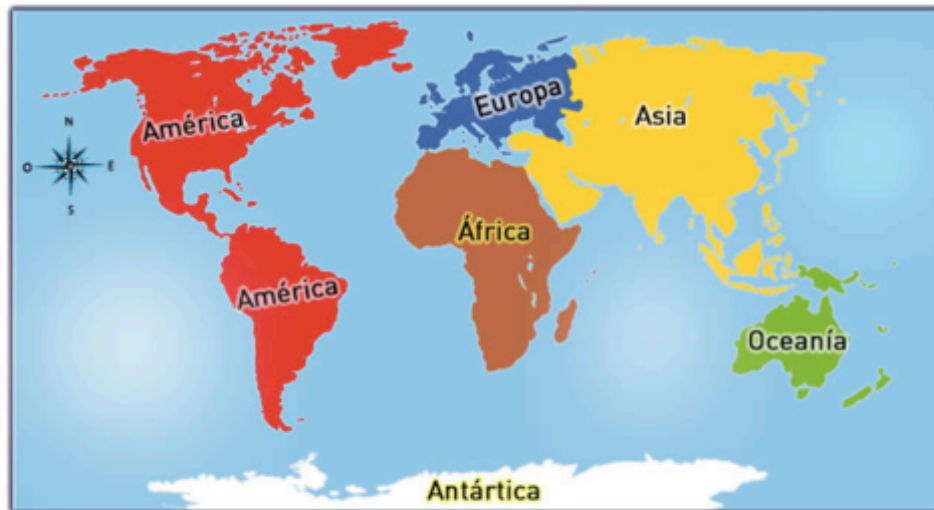 Europa
América
Asia
N
O
E
S
África
América
Oceanía
Antártica